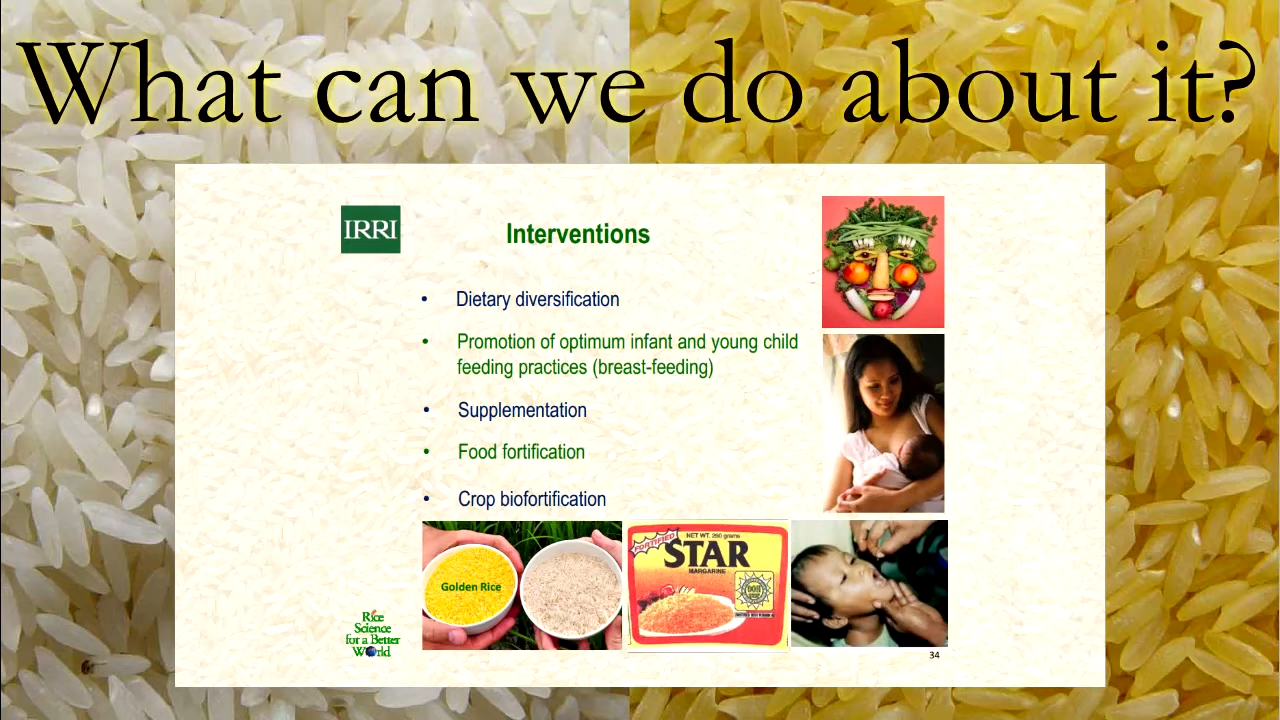 What can we do about it?
IRRI
Interventions
• Dietary diversification
• Promotion of optimum infant and young child
feeding practices (breast-feeding)
• Supplementation
• Food fortification
• Crop biofortification
Golden Rice
FORTIFIED
NET WT. 250 grams
STAR
MARGARINE
Rice
Science
for a Better
World
34